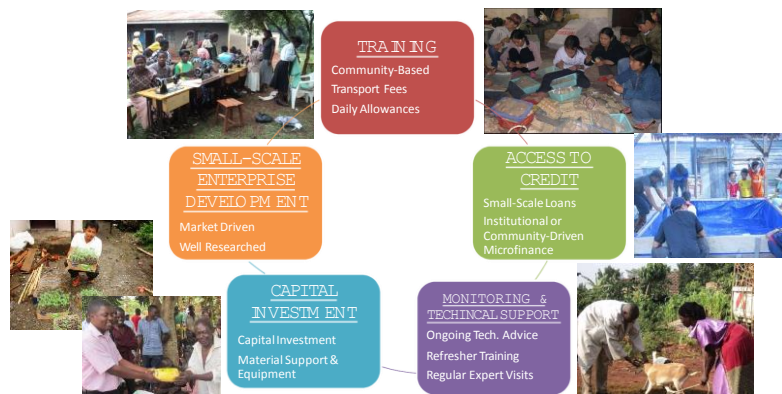 TRAINING
Community-Based
Transport Fees
Daily Allowances
ACCESS TO
CREDIT
Small-Scale Loans
Institutional or
Community-Driven
Microfinance
MONITORING &
TECHINCAL SUPPORT
Ongoing Tech. Advice
Refresher Training
Regular Expert Visits
CAPITAL
INVESTMENT
Capital Investment
Material Support &
Equipment
SMALL-SCALE
ENTERPRISE
DEVELOPMENT
Market Driven
Well Researched